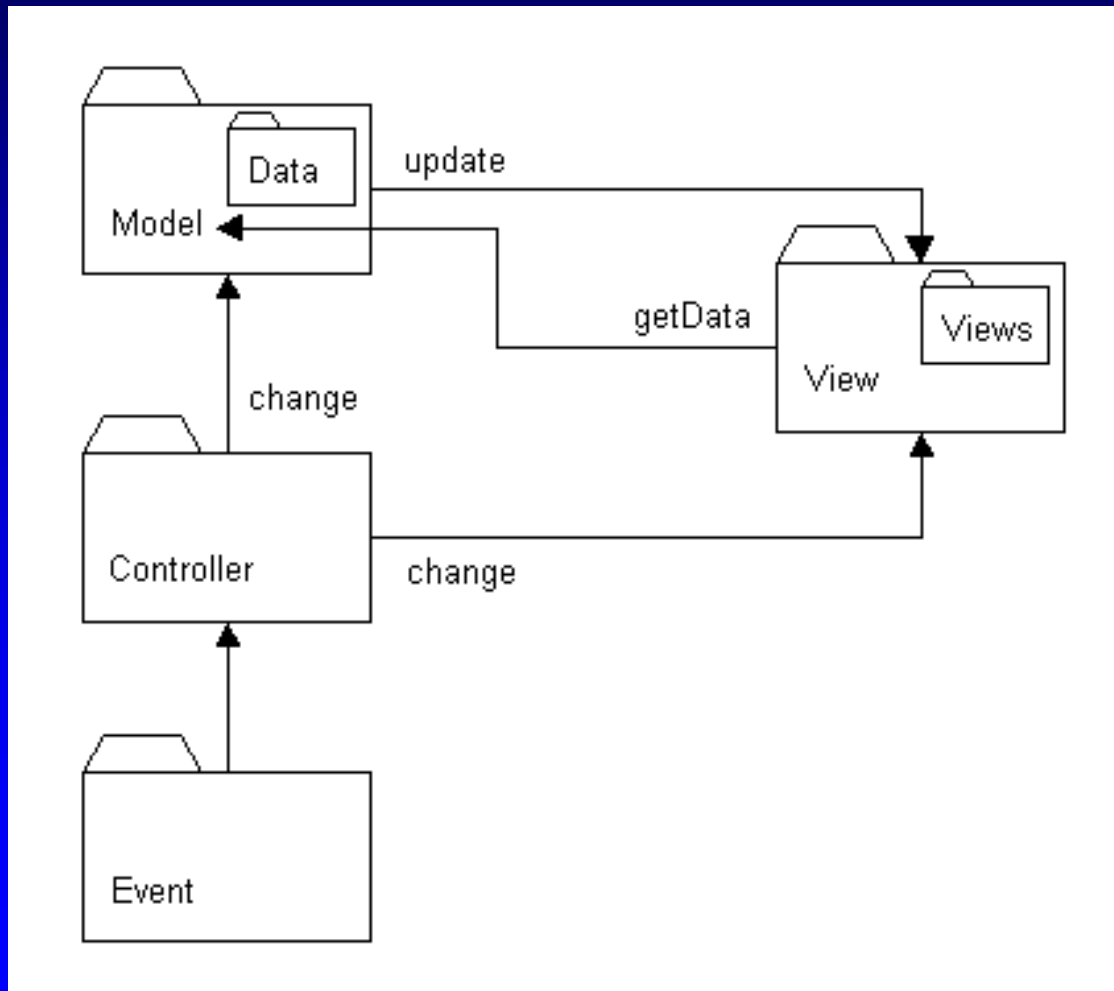 Data
update
Model
getData
Views
View
change
Controller
change
Event